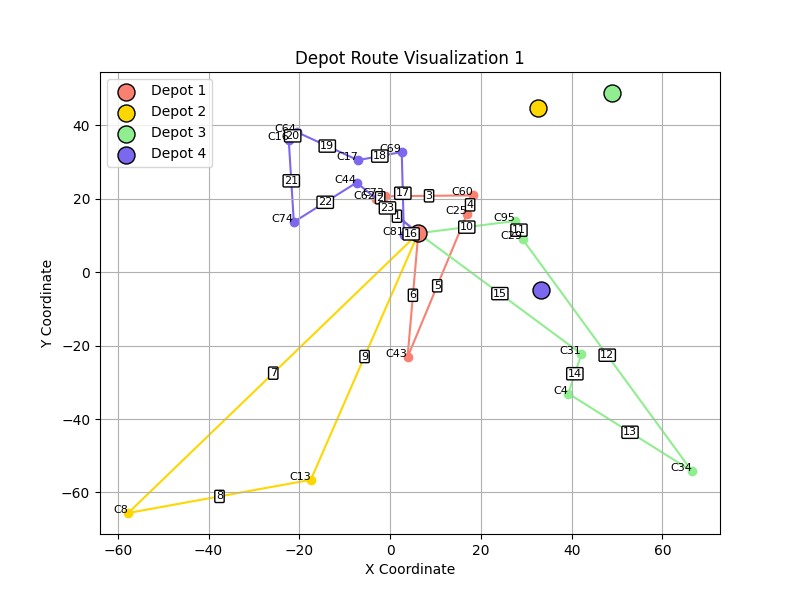 Depot Route Visualization 1
Depot 1
Depot 2
Depot 3
Depot 4
Y Coordinate
40
20
0
−20
−40
−60
−60
−40
−20
0
20
40
60
X Coordinate
C64
C16
20
19
C17
18
C69
21
C44
C73
C62
2
17
3
C60
4
22
23
1
C25
C74
C81
16
10
C95
11
C29
6
5
15
7
9
C43
C31
12
14
C4
13
C34
C13
8
C8